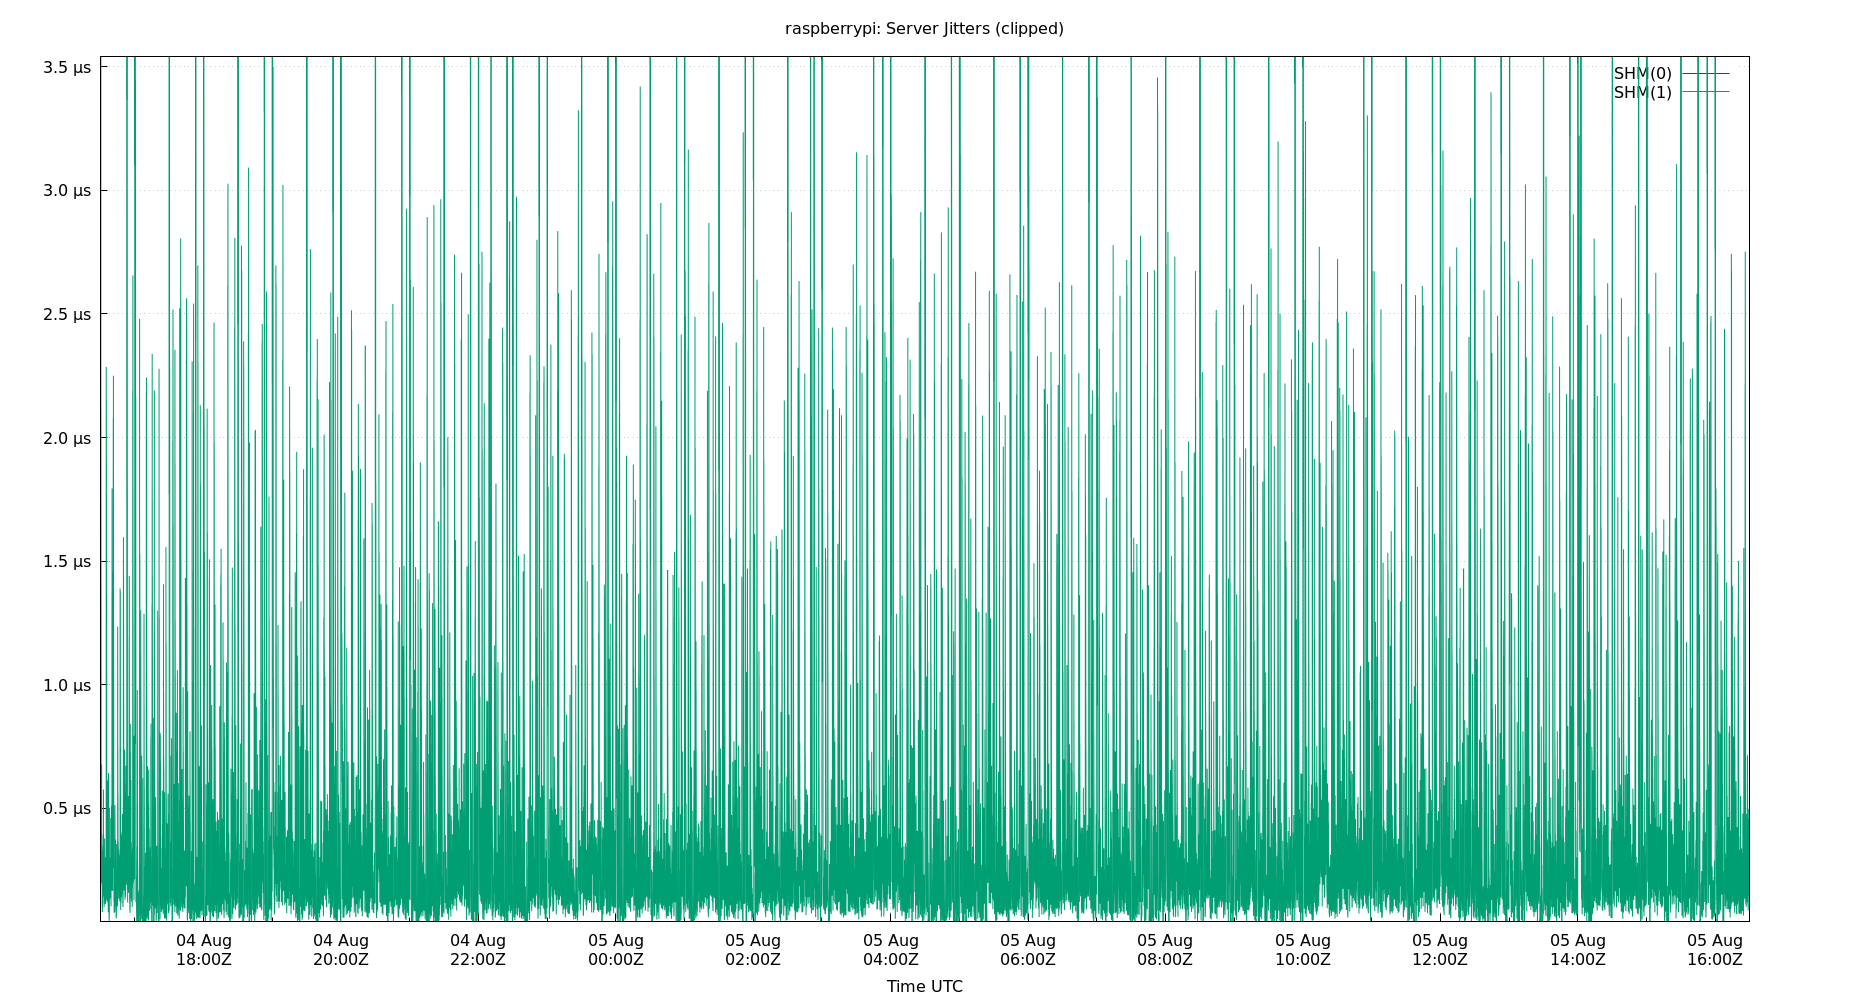 raspberrypi: Server Jitters (clipped)
3.5 µs
3.0 µs
2.5 µs
2.0 µs
1.5 µs
1.0 µs
0.5 µs
SHM(0)
SHM(1)
04 Aug 04 Aug 04 Aug 05 Aug 05 Aug 05 Aug 05 Aug 05 Aug 05 Aug 05 Aug 05 Aug 05 Aug
18:00Z 20:00Z 22:00Z 00:00Z 02:00Z 04:00Z 06:00Z 08:00Z 10:00Z 12:00Z 14:00Z 16:00Z
Time UTC